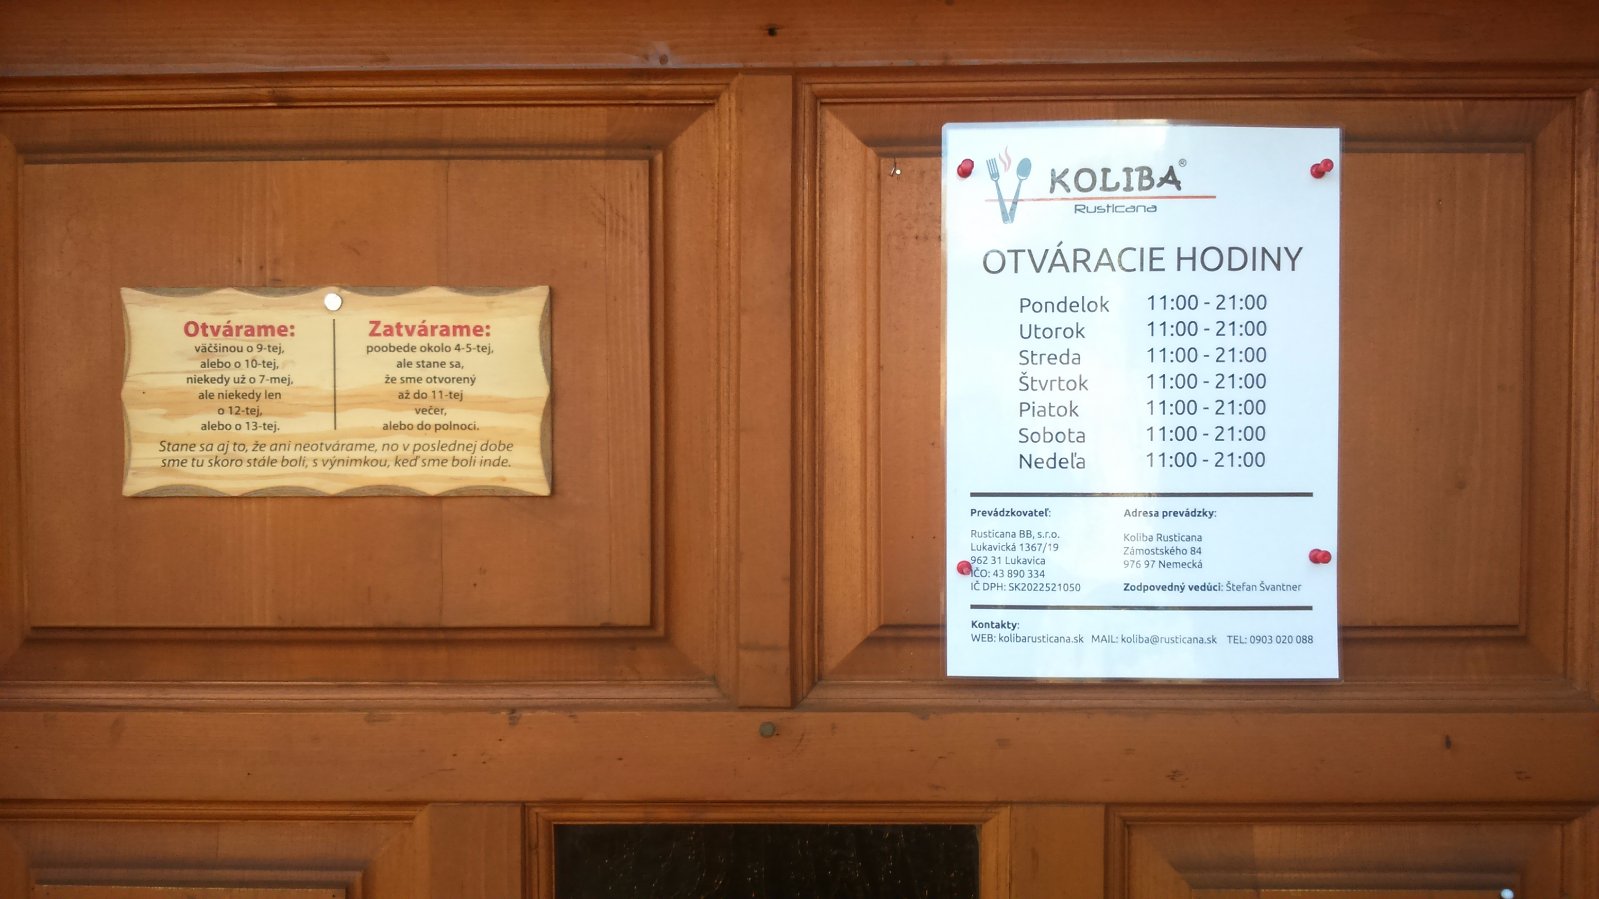 Otvárame:
väčšinou o 9-tej,
alebo o 10-tej,
niekedy už o 7-mej,
ale niekedy len
o 12-tej,
alebo o 13-tej.
Zatvárame:
poobede okolo 4-5-tej,
ale stane sa,
že sme otvorený
až do 11-tej
večer,
alebo do polnoci.
Stane sa aj to, že ani neotvárame, no v poslednej dobe
sme tu skoro stále boli, s výnimkou, keď sme boli inde.
KOLIBA®
Rusticana
OTVÁRACIE HODINY
Pondelok 11:00 - 21:00
Utorok 11:00 - 21:00
Streda 11:00 - 21:00
Štvrtok 11:00 - 21:00
Piatok 11:00 - 21:00
Sobota 11:00 - 21:00
Nedeľa 11:00 - 21:00
Prevádzkovateľ:
Rusticana BB, s.r.o.
Lukavická 1367/19
962 31 Lukavica
IČO: 43 890 334
IČ DPH: SK2022521050
Adresa prevádzky:
Koliba Rusticana
Zámostského 84
976 97 Nemecká
Zodpovedný vedúci: Štefan Švantner
Kontakty:
WEB: kolibarusticana.sk MAIL: koliba@rusticana.sk TEL: 0903 020 088